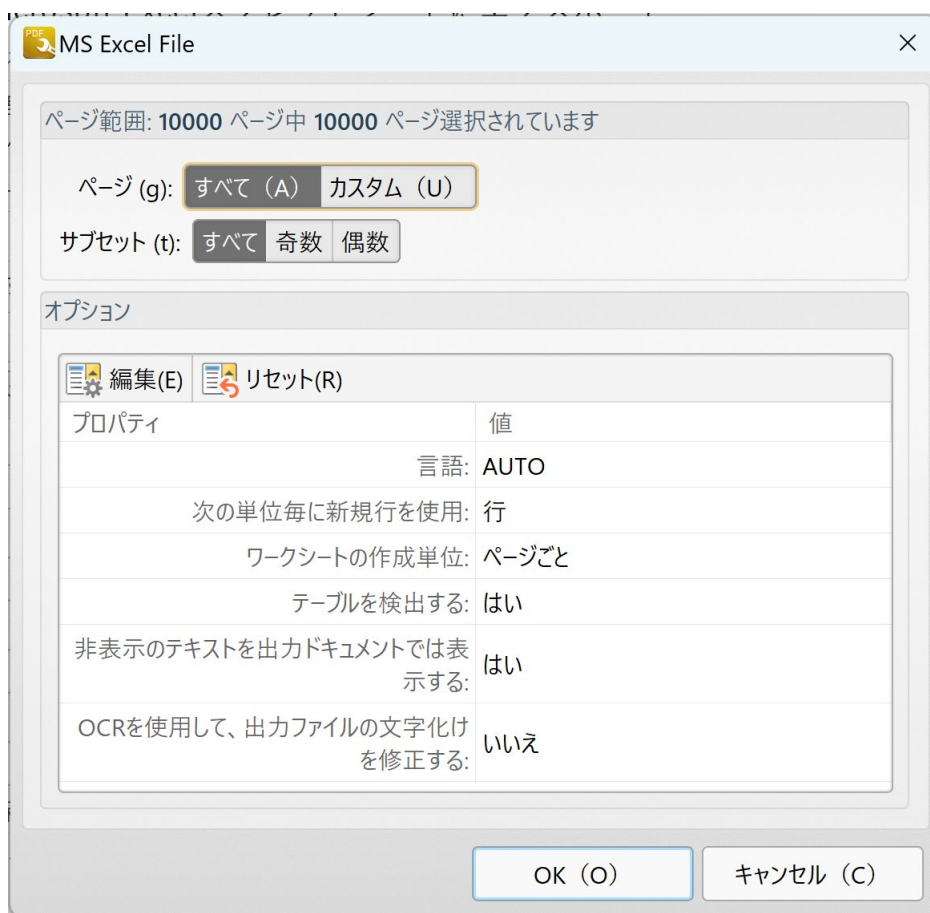 PDF
MS Excel File
ページ範囲: 10000 ページ中 10000 ページ選択されています
ページ (g): すべて（A） カスタム（U）
サブセット (t): すべて 奇数 偶数
オプション
編集(E) リセット(R)
プロパティ 値
言語: AUTO
次の単位毎に新規行を使用: 行
ワークシートの作成単位: ページごと
テーブルを検出する: はい
非表示のテキストを出力ドキュメントでは表
示する: はい
OCRを使用して、出力ファイルの文字化け
を修正する: いいえ
OK（O） キャンセル（C）